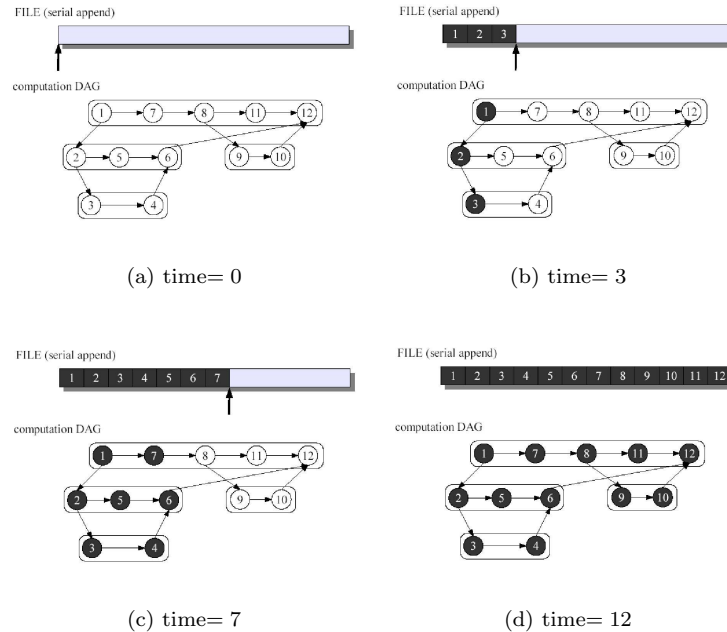 FILE (serial append)
computation DAG
1 7 8 11 12
2 5 6 9 10
3 4
(a) time= 0
FILE (serial append)
1 2 3
computation DAG
1 7 8 11 12
2 5 6 9 10
3 4
(b) time= 3
FILE (serial append)
1 2 3 4 5 6 7
computation DAG
1 7 8 11 12
2 5 6 9 10
3 4
(c) time= 7
FILE (serial append)
1 2 3 4 5 6 7 8 9 10 11 12
computation DAG
1 7 8 11 12
2 5 6 9 10
3 4
(d) time= 12